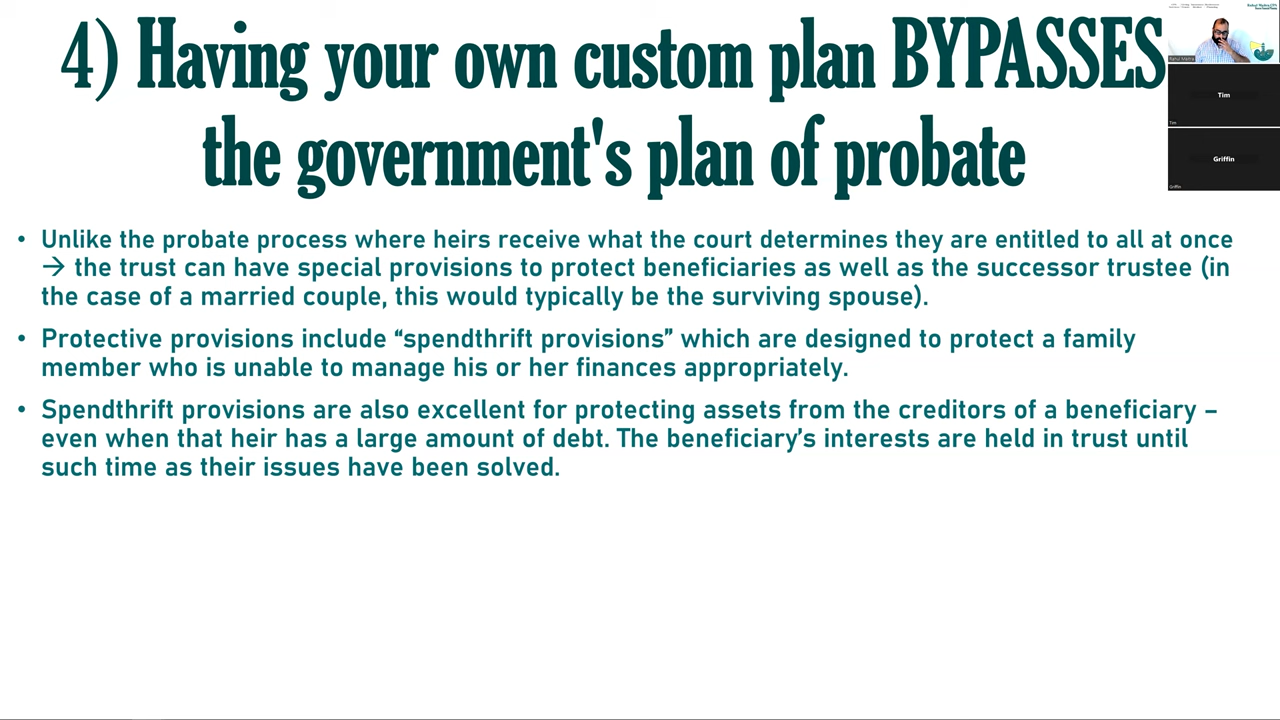 4) Having your own custom plan BYPASSES
the government's plan of probate
• Unlike the probate process where heirs receive what the court determines they are entitled to all at once
→ the trust can have special provisions to protect beneficiaries as well as the successor trustee (in
the case of a married couple, this would typically be the surviving spouse).
• Protective provisions include “spendthrift provisions” which are designed to protect a family
member who is unable to manage his or her finances appropriately.
• Spendthrift provisions are also excellent for protecting assets from the creditors of a beneficiary –
even when that heir has a large amount of debt. The beneficiary’s interests are held in trust until
such time as their issues have been solved.
Tim
Tim
Griffin
Griffin